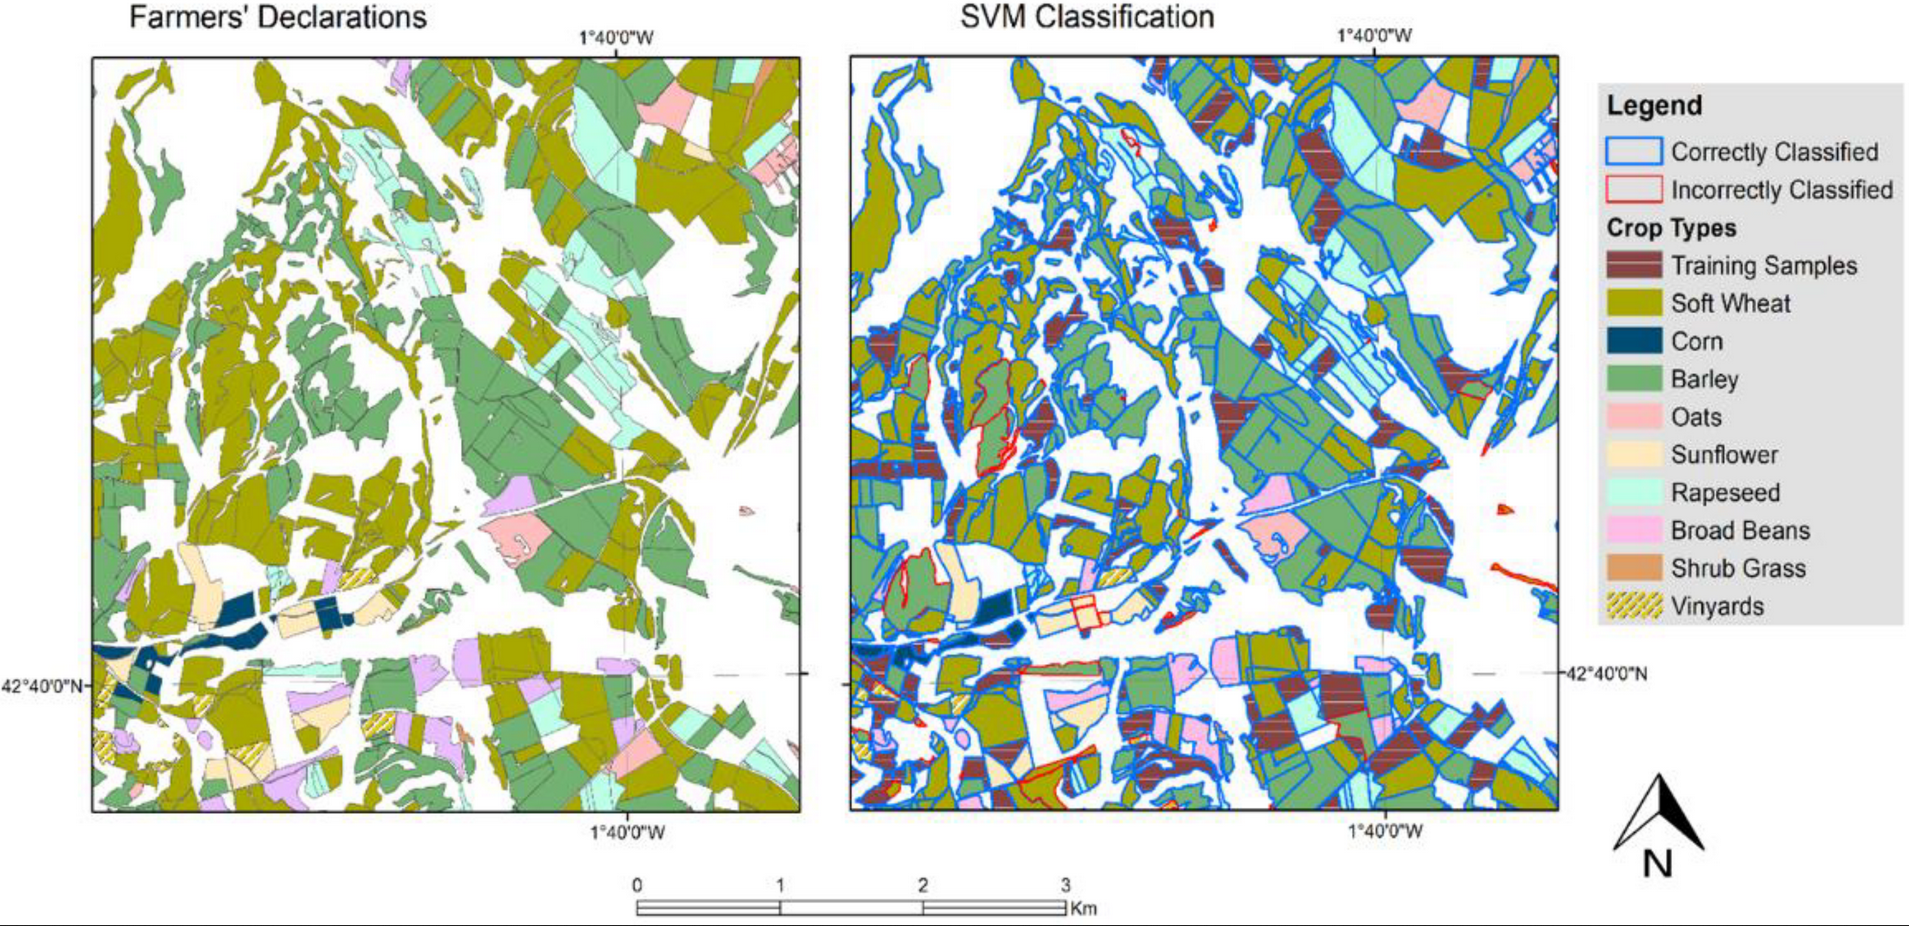 Farmers' Declarations
SVM Classification
1°40'0"W
1°40'0"W
Legend
Correctly Classified
Incorrectly Classified
Crop Types
Training Samples
Soft Wheat
Corn
Barley
Oats
Sunflower
Rapeseed
Broad Beans
Shrub Grass
Vinyards
42°40'0"N
42°40'0"N
1°40'0"W
1°40'0"W
0 1 2 3
Km
N